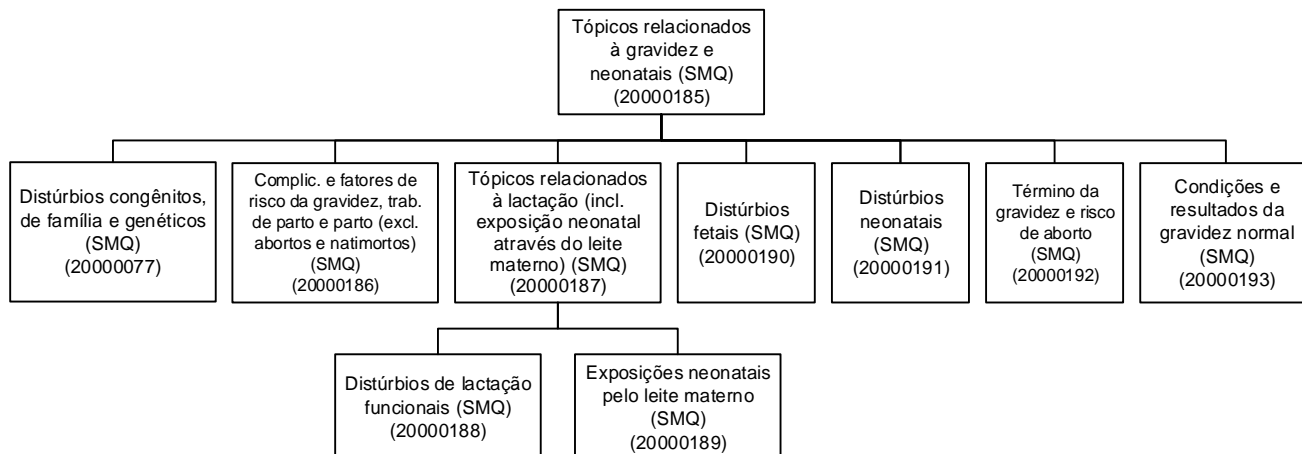 Tópicos relacionados
à gravidez e
neonatais (SMQ)
(20000185)
Distúrbios congênitos,
de família e genéticos
(SMQ)
(20000077)
Complic. e fatores de
risco da gravidez, trab.
de parto e parto (excl.
abortos e natimortos)
(SMQ)
(20000186)
Tópicos relacionados
à lactação (incl.
exposição neonatal
através do leite
materno) (SMQ)
(20000187)
Distúrbios
fetais (SMQ)
(20000190)
Distúrbios
neonatais
(SMQ)
(20000191)
Término da
gravidez e risco
de aborto
(SMQ)
(20000192)
Condições e
resultados da
gravidez normal
(SMQ)
(20000193)
Distúrbios de lactação
funcionais (SMQ)
(20000188)
Exposições neonatais
pelo leite materno
(SMQ)
(20000189)